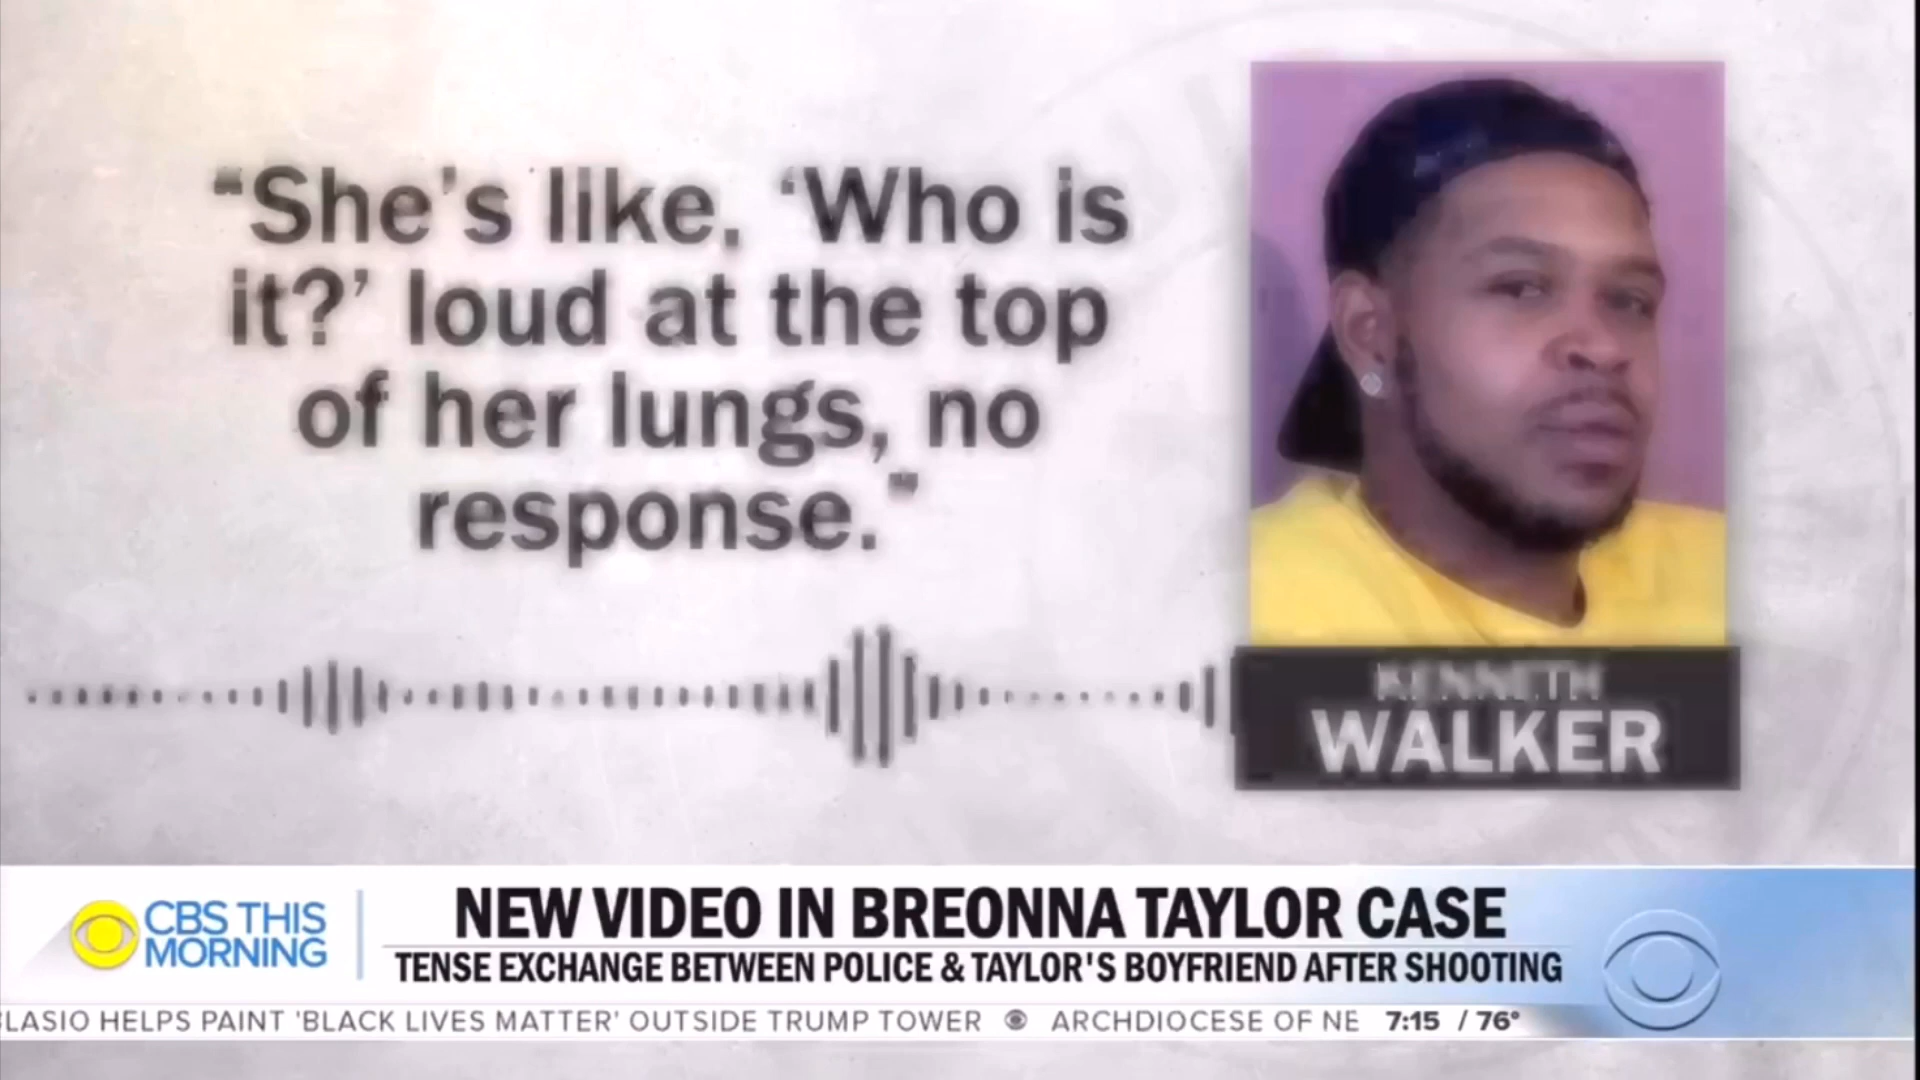 "She's like, 'Who is
it?' loud at the top
of her lungs, no
response."
KENNETH
WALKER
CBS THIS
MORNING
NEW VIDEO IN BREONNA TAYLOR CASE
TENSE EXCHANGE BETWEEN POLICE & TAYLOR'S BOYFRIEND AFTER SHOOTING
LASIO HELPS PAINT 'BLACK LIVES MATTER' OUTSIDE TRUMP TOWER ARCHDIOCESE OF NE 7:15 / 76°